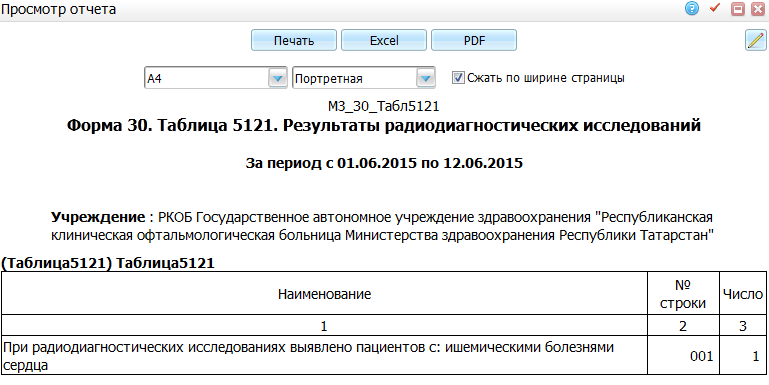 Просмотр отчета
Печать Excel PDF
A4 Портретная Сжать по ширине страницы
МЗ_30_Табл5121
Форма 30. Таблица 5121. Результаты радиодиагностических исследований
За период с 01.06.2015 по 12.06.2015
Учреждение : РКОБ Государственное автономное учреждение здравоохранения "Республиканская
клиническая офтальмологическая больница Министерства здравоохранения Республики Татарстан"
(Таблица5121) Таблица5121
Наименование № строки Число
1 2 3
При радиодиагностических исследованиях выявлено пациентов с: ишемическими болезнями
сердца 001 1